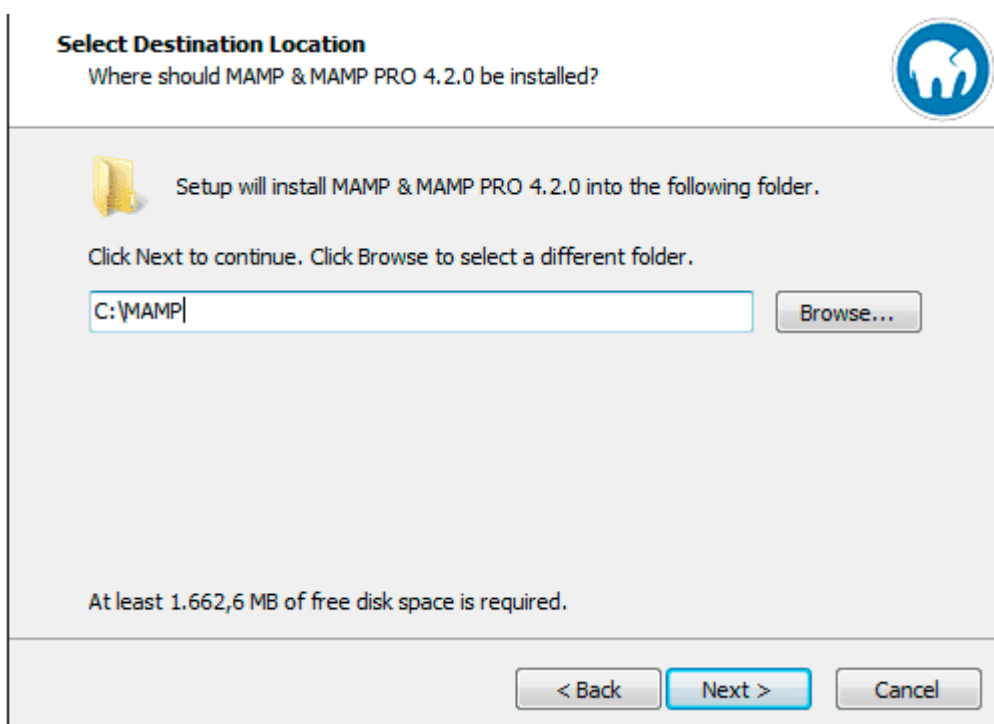 Select Destination Location
Where should MAMP & MAMP PRO 4.2.0 be installed?
Setup will install MAMP & MAMP PRO 4.2.0 into the following folder.
Click Next to continue. Click Browse to select a different folder.
C:\MAMP
Browse...
At least 1.662,6 MB of free disk space is required.
< Back
Next >
Cancel